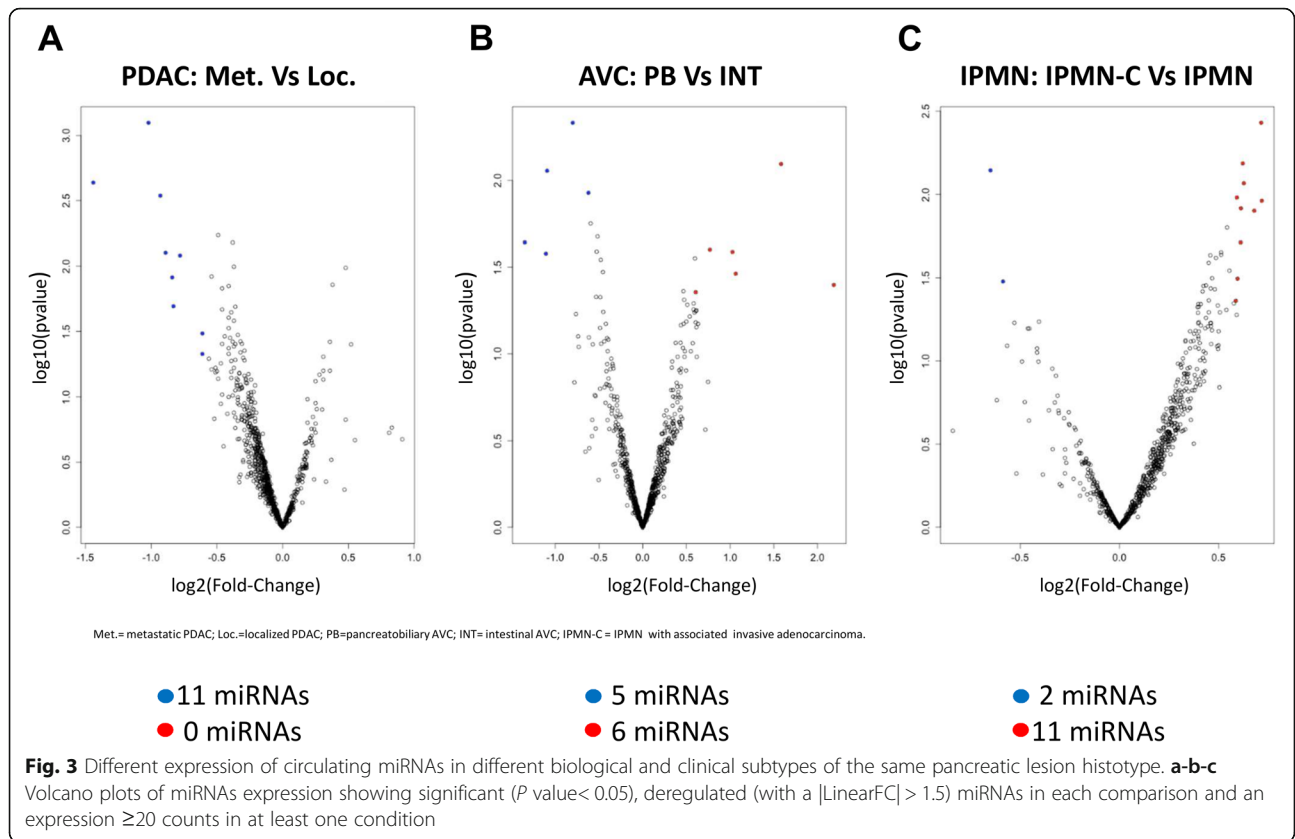 A
PDAC: Met. Vs Loc.
log10(pvalue)
3.0
2.5
2.0
1.5
1.0
0.5
0.0
-1.5 -1.0 -0.5 0.0 0.5 1.0
log2(Fold-Change)
B
AVC: PB Vs INT
log10(pvalue)
2.0
1.5
1.0
0.5
0.0
-1.0 -0.5 0.0 0.5 1.0 1.5 2.0
log2(Fold-Change)
C
IPMN: IPMN-C Vs IPMN
log10(pvalue)
2.5
2.0
1.5
1.0
0.5
0.0
-0.5 0.0 0.5
log2(Fold-Change)
Met.= metastatic PDAC; Loc.=localized PDAC; PB=pancreatobiliary AVC; INT= intestinal AVC; IPMN-C = IPMN with associated invasive adenocarcinoma.
11 miRNAs
0 miRNAs
5 miRNAs
6 miRNAs
2 miRNAs
11 miRNAs
Fig. 3 Different expression of circulating miRNAs in different biological and clinical subtypes of the same pancreatic lesion histotype. a-b-c
Volcano plots of miRNAs expression showing significant (P value< 0.05), deregulated (with a |LinearFC| > 1.5) miRNAs in each comparison and an
expression ≥20 counts in at least one condition